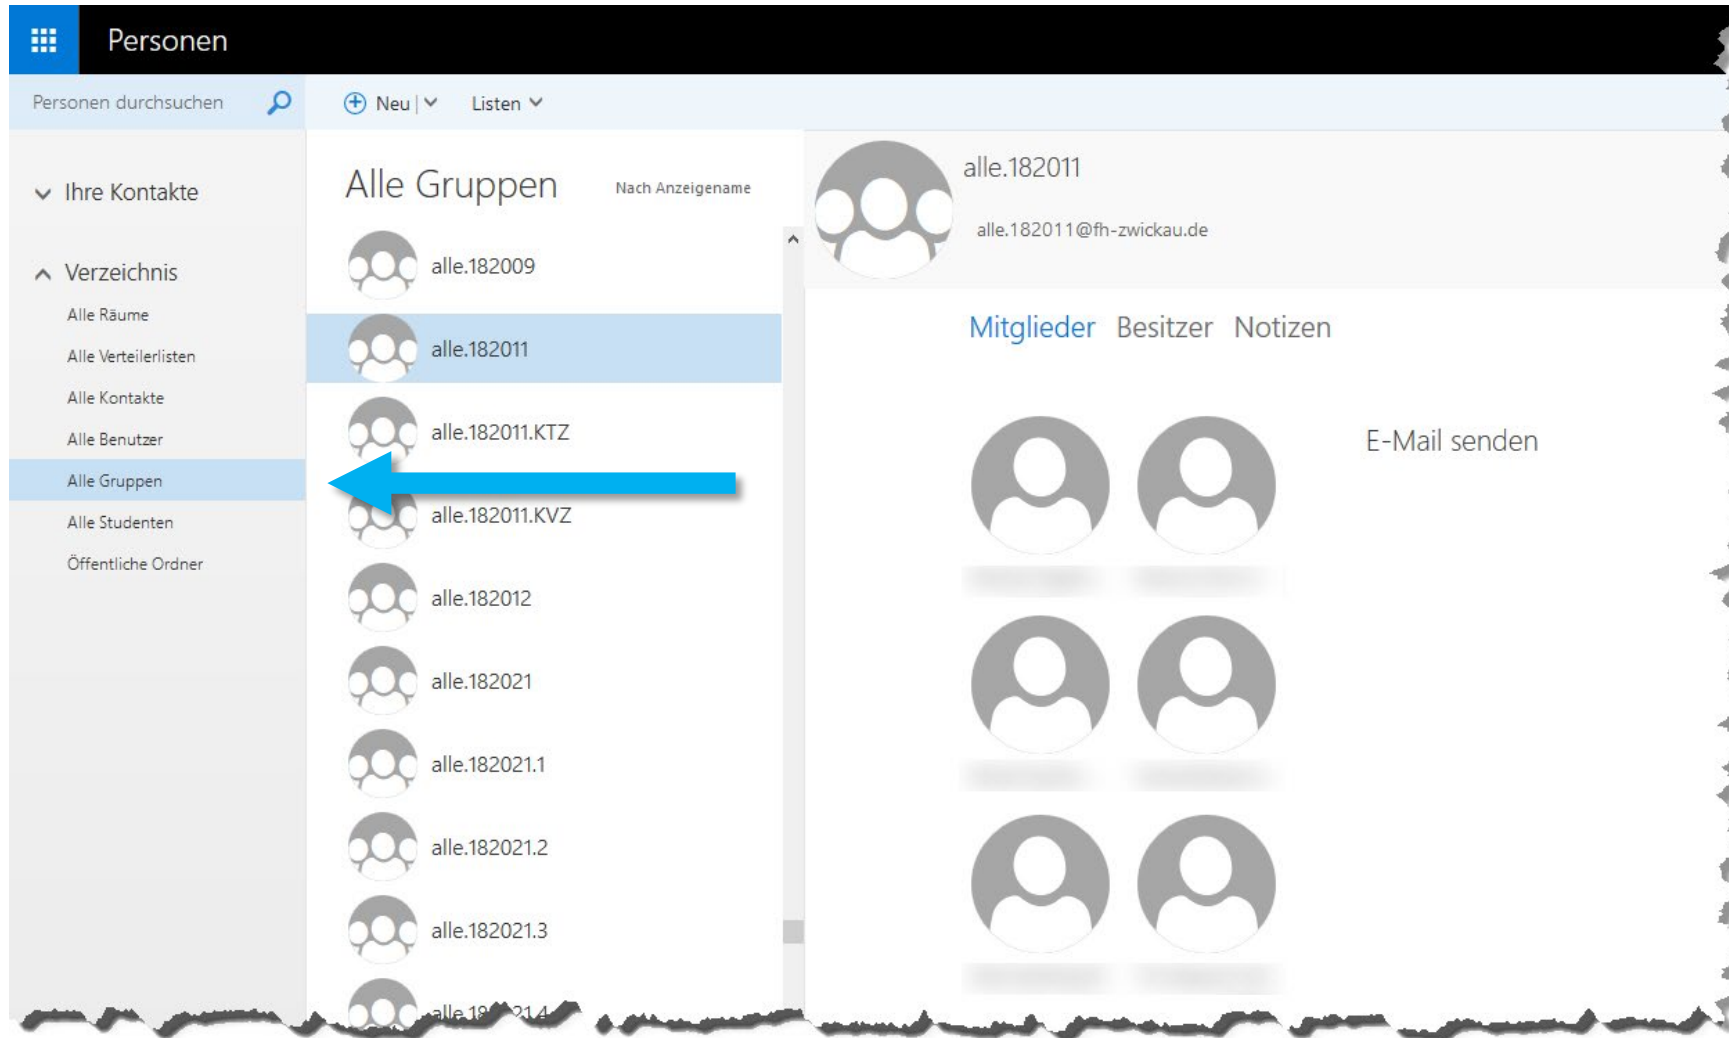 Personen
Personen durchsuchen
Neu
Listen
Ihre Kontakte
Verzeichnis
Alle Räume
Alle Verteilerlisten
Alle Kontakte
Alle Benutzer
Alle Gruppen
Alle Studenten
Öffentliche Ordner
Alle Gruppen Nach Anzeigename
alle.182009
alle.182011
alle.182011.KTZ
alle.182011.KVZ
alle.182012
alle.182021
alle.182021.1
alle.182021.2
alle.182021.3
alle.182011
alle.182011@fh-zwickau.de
Mitglieder Besitzer Notizen
E-Mail senden